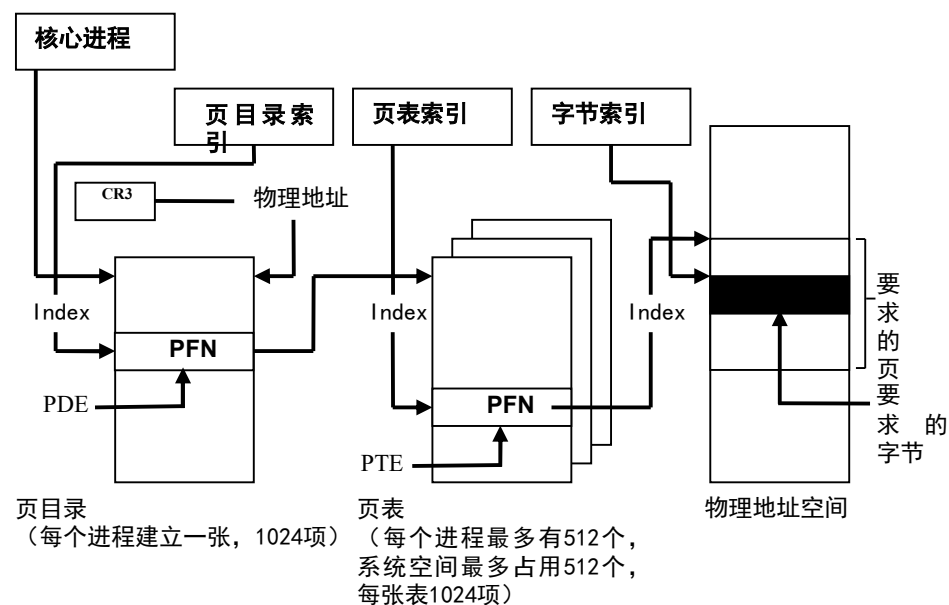 核心进程
页目录索
引
页表索引
字节索引
CR3
物理地址
Index
Index
Index
PFN
PFN
PDE
PTE
要
求
的
页
要
求 的
字节
页目录
（每个进程建立一张，1024项）
页表
（每个进程最多有512个，
系统空间最多占用512个，
每张表1024项）
物理地址空间